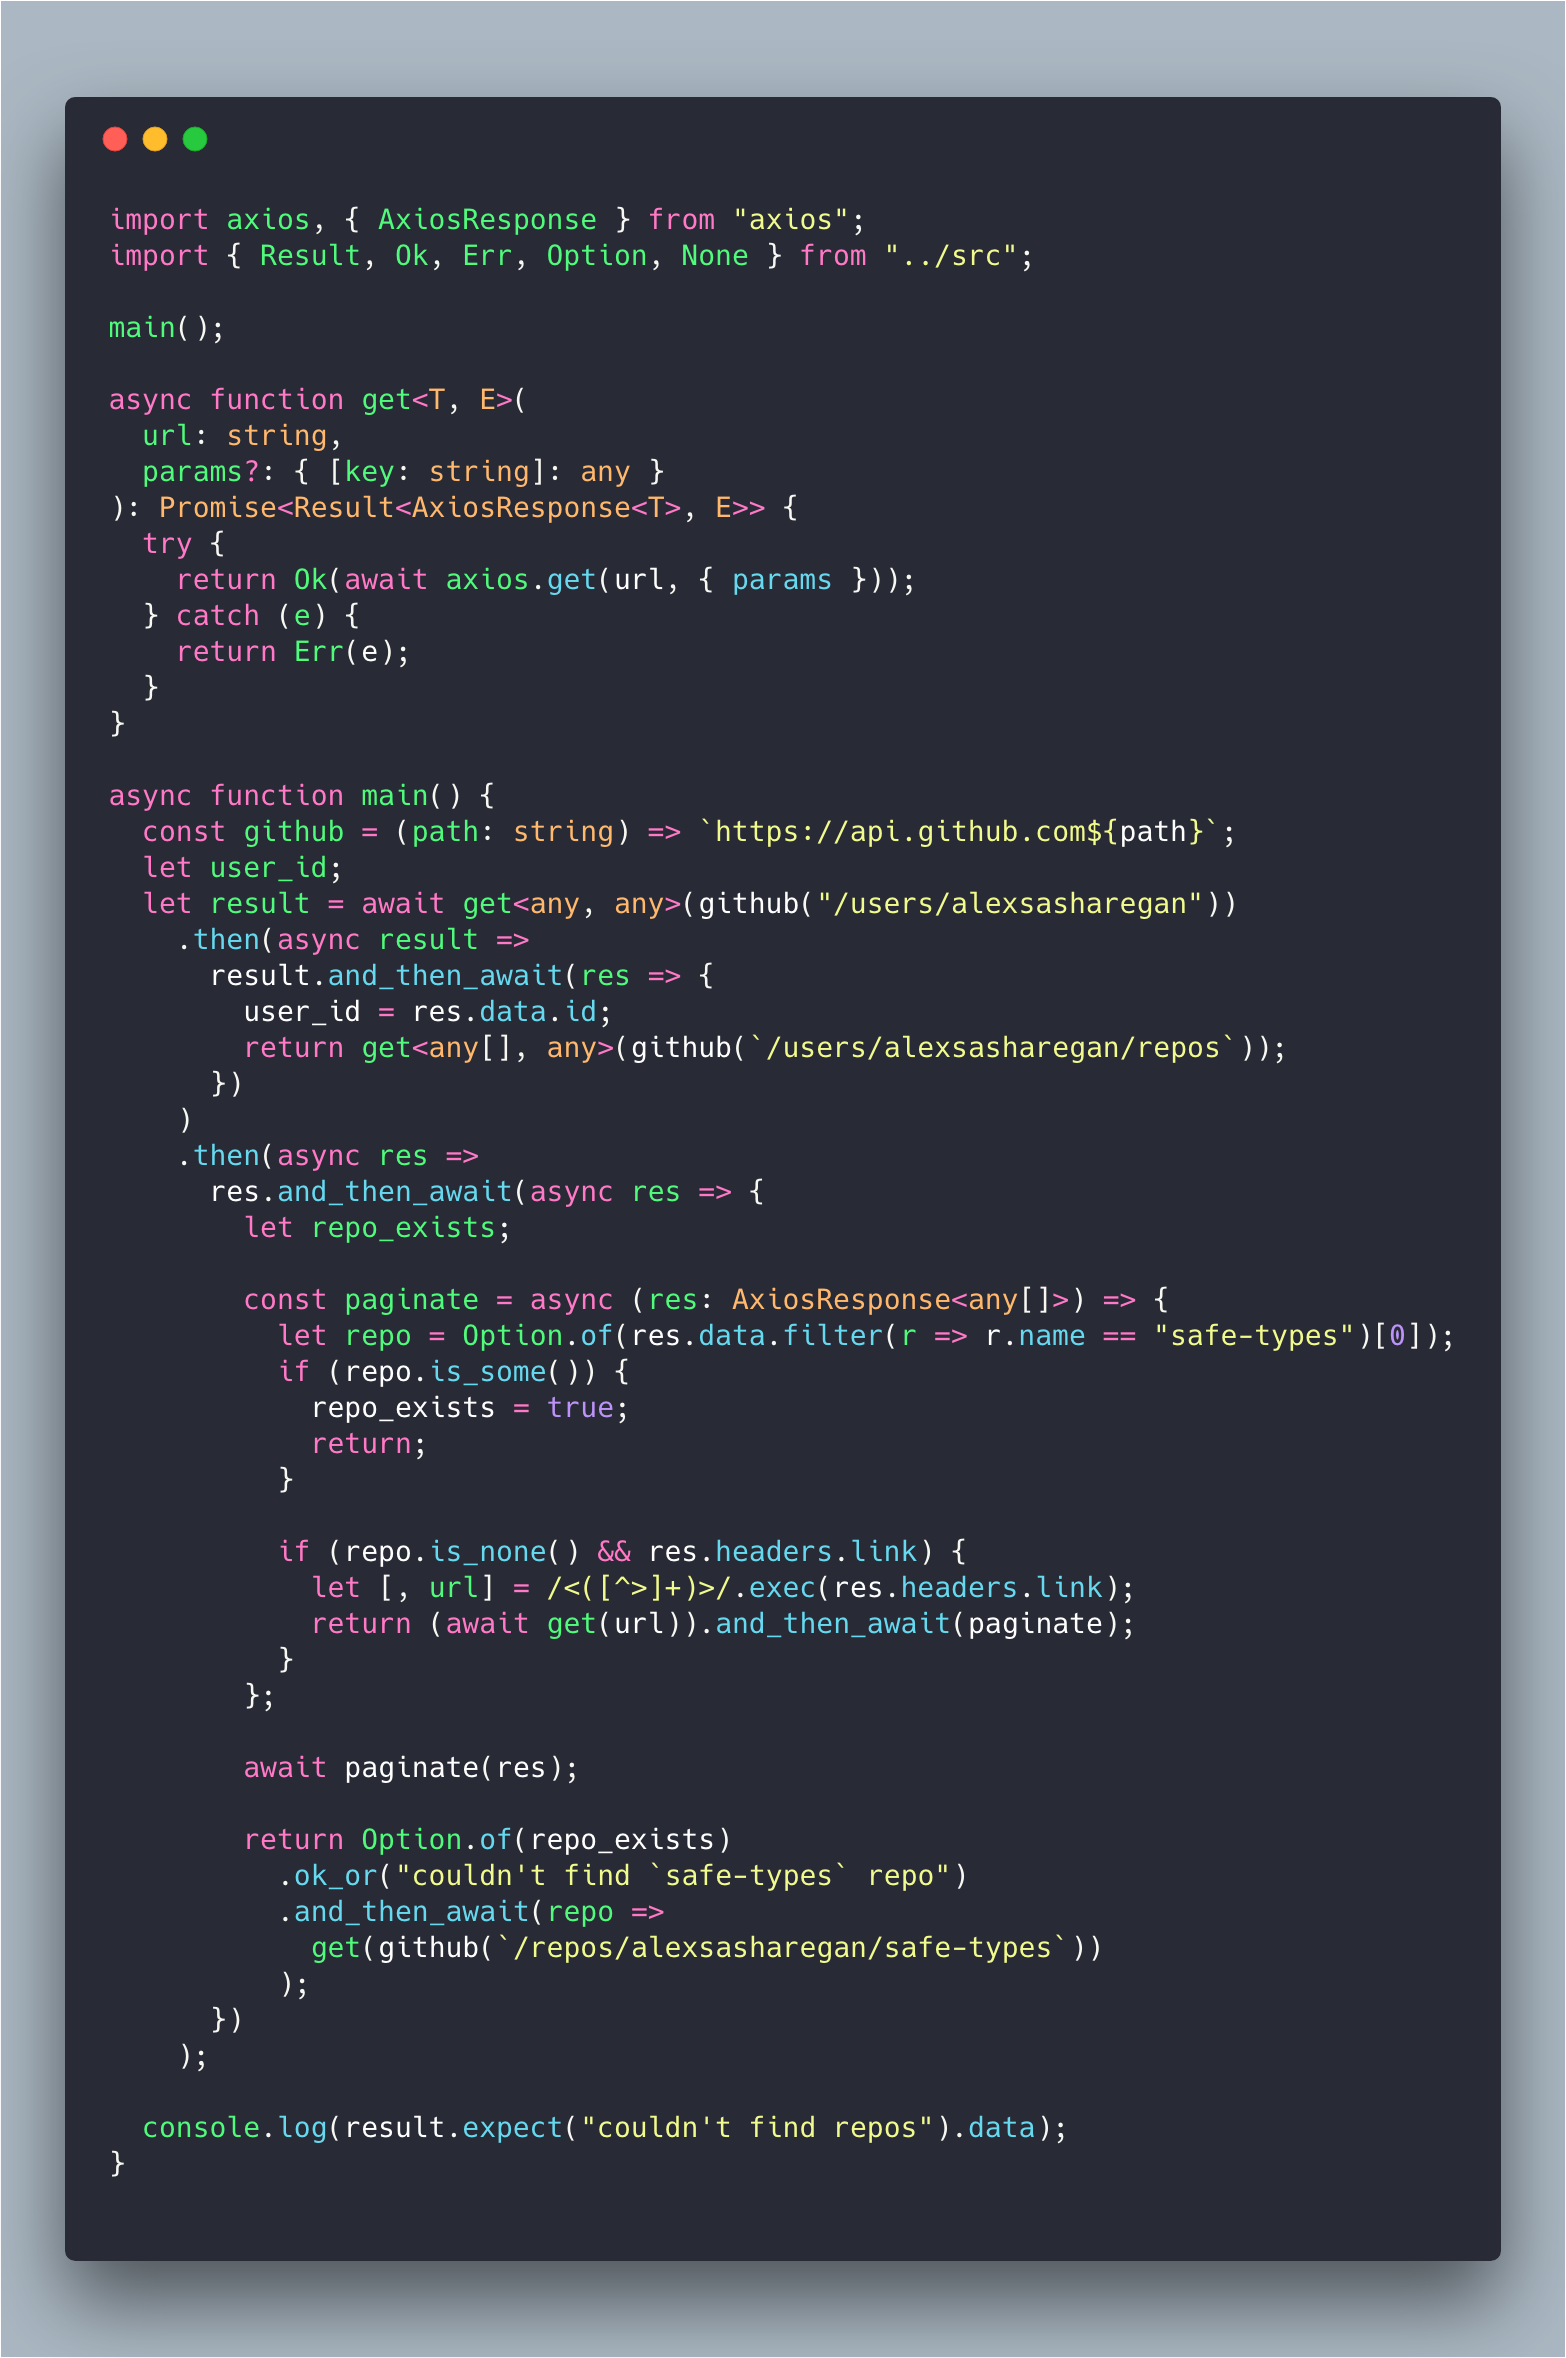 import axios, { AxiosResponse } from "axios";
import { Result, Ok, Err, Option, None } from "../src";

main();

async function get<T, E>(
  url: string,
  params?: { [key: string]: any }
): Promise<Result<AxiosResponse<T>, E>> {
  try {
    return Ok(await axios.get(url, { params }));
  } catch (e) {
    return Err(e);
  }
}

async function main() {
  const github = (path: string) => `https://api.github.com${path}`;
  let user_id;
  let result = await get<any, any>(github("/users/alexsasharegan"))
    .then(async result =>
      result.and_then_await(res => {
        user_id = res.data.id;
        return get<any[], any>(github(`/users/alexsasharegan/repos`));
      })
    )
    .then(async res =>
      res.and_then_await(async res => {
        let repo_exists;

        const paginate = async (res: AxiosResponse<any[]>) => {
          let repo = Option.of(res.data.filter(r => r.name == "safe-types")[0]);
          if (repo.is_some()) {
            repo_exists = true;
            return;
          }

          if (repo.is_none() && res.headers.link) {
            let [, url] = /<([^>]+)>/.exec(res.headers.link);
            return (await get(url)).and_then_await(paginate);
          }
        };

        await paginate(res);

        return Option.of(repo_exists)
          .ok_or("couldn't find `safe-types` repo")
          .and_then_await(repo =>
            get(github(`/repos/alexsasharegan/safe-types`))
          );
      })
    );

  console.log(result.expect("couldn't find repos").data);
}